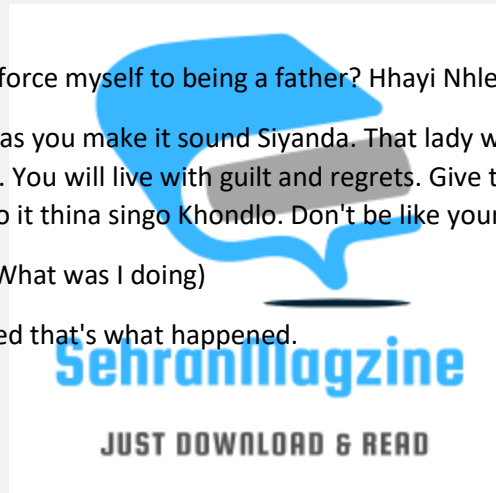 force myself to being a father? Hhayi Nhle
as you make it sound Siyanda. That lady w
. You will live with guilt and regrets. Give t
o it thina singo Khondlo. Don't be like your
What was I doing)
ed that's what happened.
SehranMagzine
JUST DOWNLOAD & READ